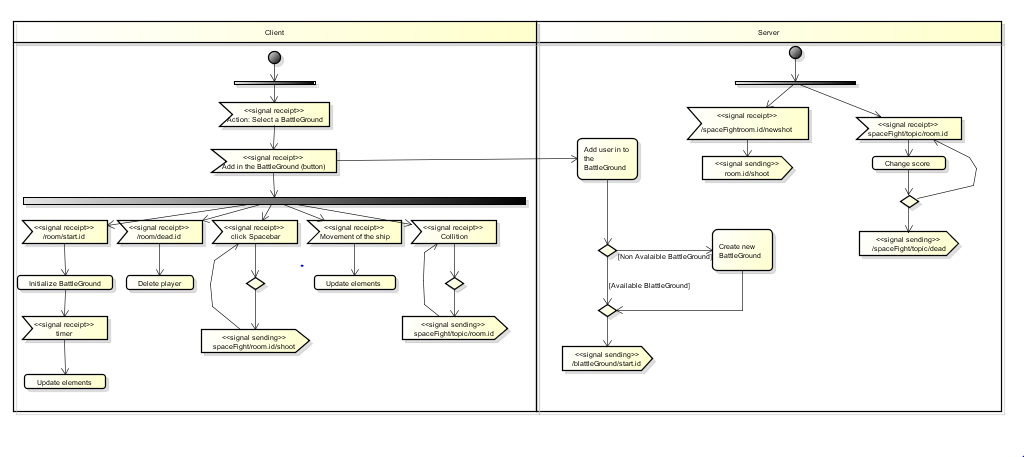 Client
Server
<<signal receipt>>
Action: Select a BattleGround
<<signal receipt>>
Add in the BattleGround (button)
<<signal receipt>>
/room/start.id
<<signal receipt>>
/room/dead.id
<<signal receipt>>
click Spacebar
<<signal receipt>>
Movement of the ship
<<signal receipt>>
Collition
Initialize BattleGround
Delete player
Update elements
<<signal receipt>>
timer
<<signal sending>>
spaceFight/room.id/shoot
<<signal sending>>
spaceFight/topic/room.id
Update elements
Add user in to
the
BattleGround
<<signal receipt>>
/spaceFightroom.id/newshot
<<signal sending>>
room.id/shoot
<<signal receipt>>
spaceFight/topic/room.id
Change score
<<signal sending>>
/spaceFight/topic/dead
[Non Avalaible BattleGround]
Create new
BattleGround
[Available BlattleGround]
<<signal sending>>
/blattleGround/start.id